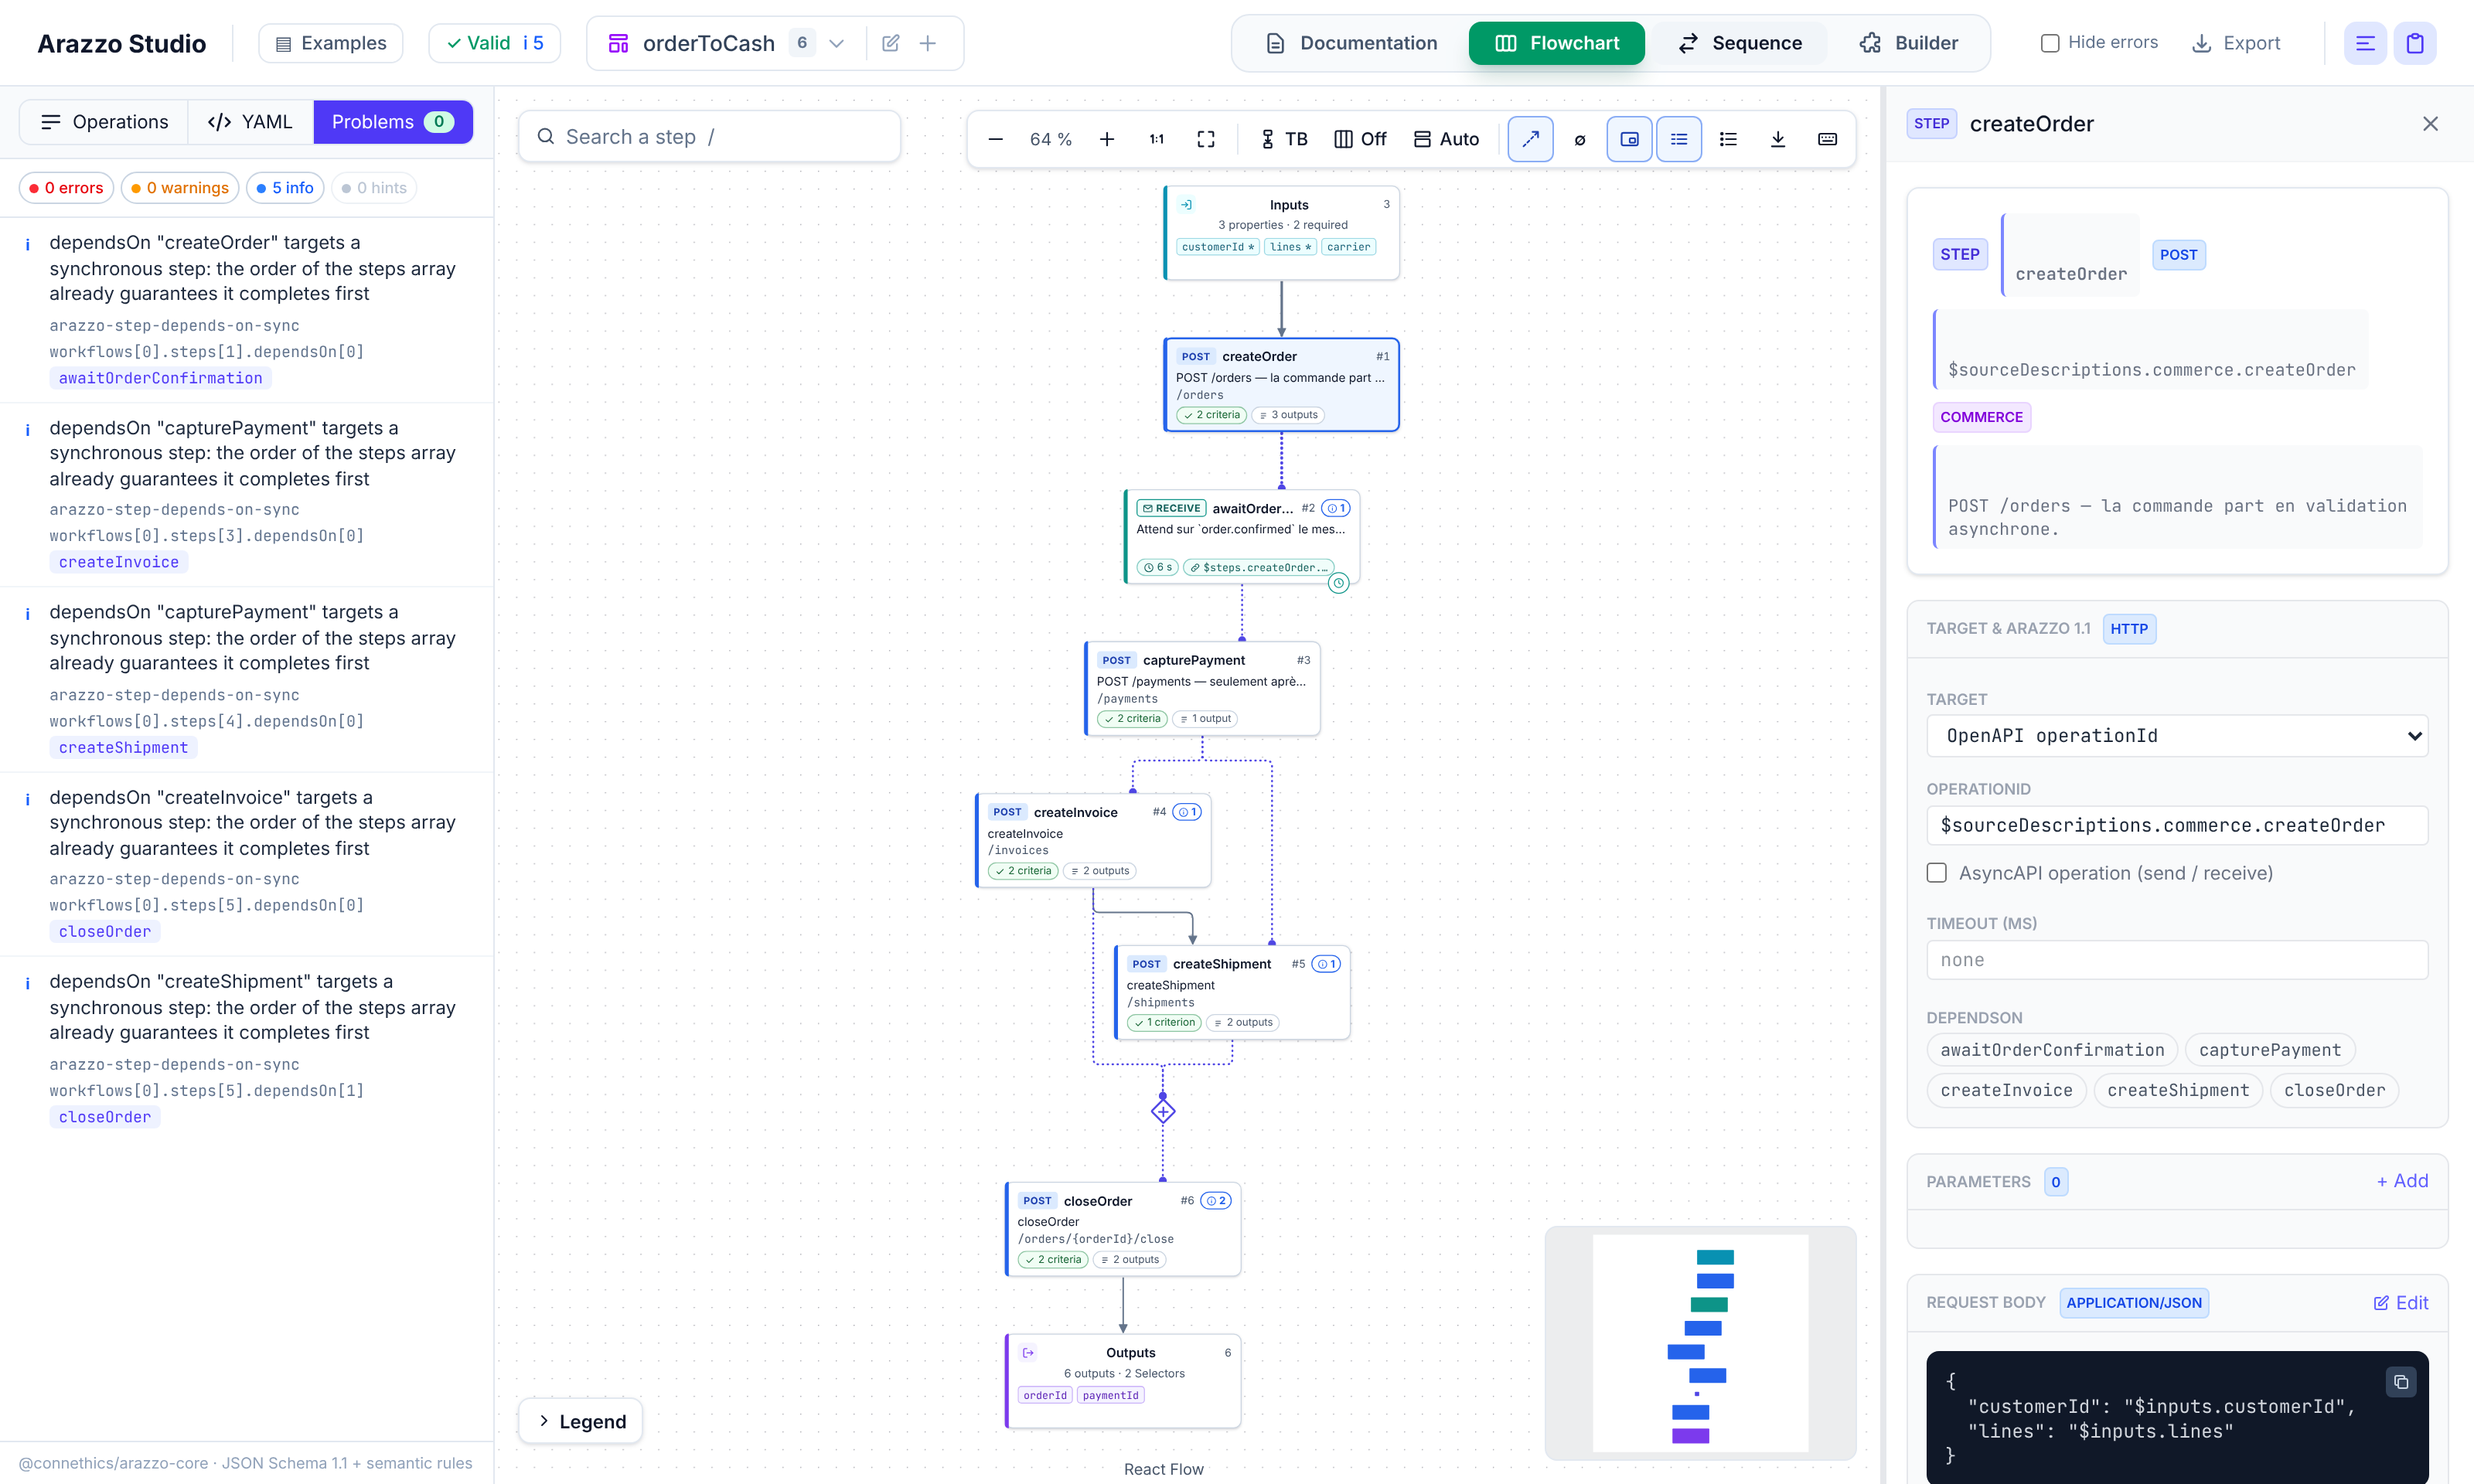 Arazzo Studio
Examples
Valid i 5
orderToCash 6
Documentation
Flowchart
Sequence
Builder
Hide errors
Export
Operations
YAML
Problems 0
0 errors
0 warnings
5 info
0 hints
i dependsOn "createOrder" targets a
synchronous step: the order of the steps array
already guarantees it completes first
arazzo-step-depends-on-sync
workflows[0].steps[1].dependsOn[0]
awaitOrderConfirmation
i dependsOn "capturePayment" targets a
synchronous step: the order of the steps array
already guarantees it completes first
arazzo-step-depends-on-sync
workflows[0].steps[3].dependsOn[0]
createInvoice
i dependsOn "capturePayment" targets a
synchronous step: the order of the steps array
already guarantees it completes first
arazzo-step-depends-on-sync
workflows[0].steps[4].dependsOn[0]
createShipment
i dependsOn "createInvoice" targets a
synchronous step: the order of the steps array
already guarantees it completes first
arazzo-step-depends-on-sync
workflows[0].steps[5].dependsOn[0]
closeOrder
i dependsOn "createShipment" targets a
synchronous step: the order of the steps array
already guarantees it completes first
arazzo-step-depends-on-sync
workflows[0].steps[5].dependsOn[1]
closeOrder
@connethics/arazzo-core · JSON Schema 1.1 + semantic rules
Search a step /
64 %
1:1
TB
Off
Auto
Inputs 3
3 properties · 2 required
customerId * lines * carrier
POST createOrder #1
POST /orders — la commande part ...
/orders
2 criteria 3 outputs
RECEIVE awaitOrder... #2 1
Attend sur `order.confirmed` le mes...
6 s $steps.createOrder.…
POST capturePayment #3
POST /payments — seulement aprè...
/payments
2 criteria 1 output
POST createInvoice #4 1
createInvoice
/invoices
2 criteria 2 outputs
POST createShipment #5 1
createShipment
/shipments
1 criterion 2 outputs
POST closeOrder #6 2
closeOrder
/orders/{orderId}/close
2 criteria 2 outputs
Outputs 6
6 outputs · 2 Selectors
orderId paymentId
Legend
React Flow
STEP createOrder
STEP createOrder POST
$sourceDescriptions.commerce.createOrder
COMMERCE
POST /orders — la commande part en validation
asynchrone.
TARGET & ARAZZO 1.1 HTTP
TARGET
OpenAPI operationId
OPERATIONID
$sourceDescriptions.commerce.createOrder
AsyncAPI operation (send / receive)
TIMEOUT (MS)
none
DEPENDSON
awaitOrderConfirmation capturePayment
createInvoice createShipment closeOrder
PARAMETERS 0 + Add
REQUEST BODY APPLICATION/JSON Edit
{
"customerId": "$inputs.customerId",
"lines": "$inputs.lines"
}